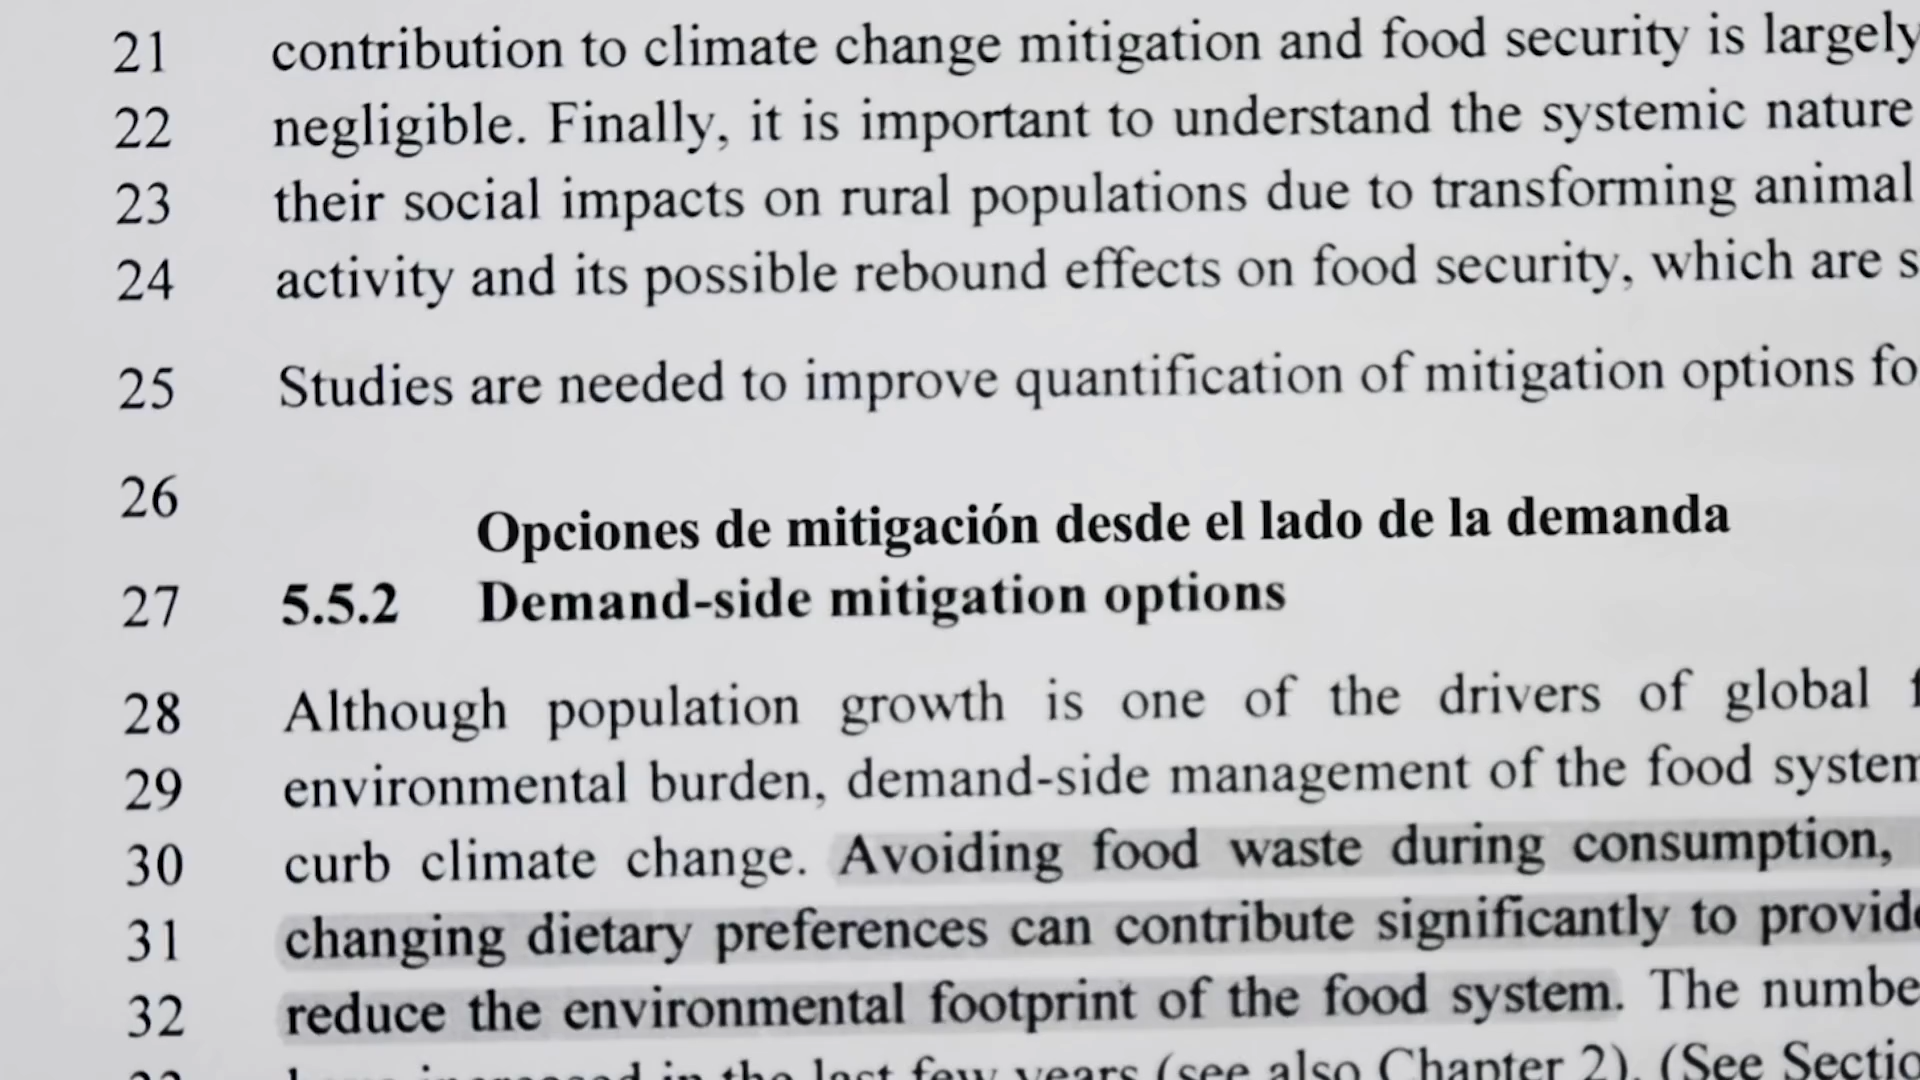 21 contribution to climate change mitigation and food security is largely
22 negligible. Finally, it is important to understand the systemic nature
23 their social impacts on rural populations due to transforming animal
24 activity and its possible rebound effects on food security, which are
25 Studies are needed to improve quantification of mitigation options
26
Opciones de mitigación desde el lado de la demanda
27 5.5.2 Demand-side mitigation options
28 Although population growth is one of the drivers of global
29 environmental burden, demand-side management of the food system
30 curb climate change. Avoiding food waste during consumption,
31 changing dietary preferences can contribute significantly to
32 reduce the environmental footprint of the food system. The
increased in the last few years (see also Chapter 2). (See